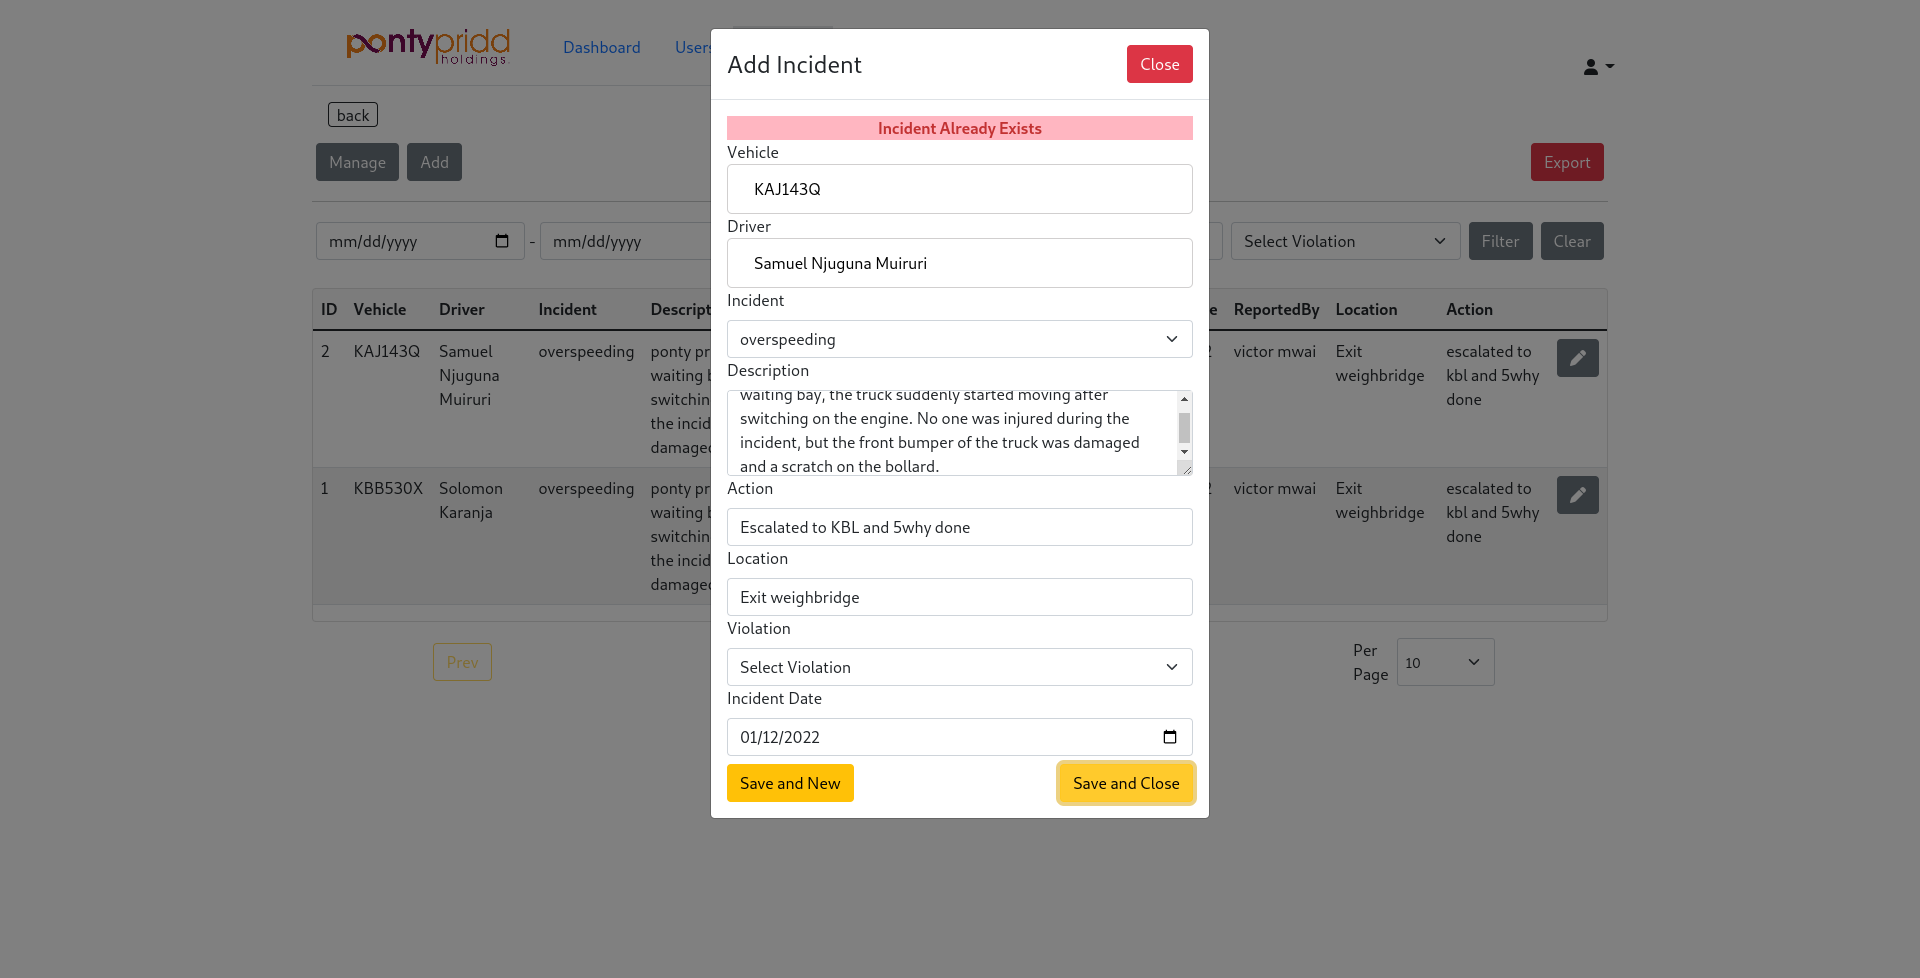 pontypridd
holdings.
Dashboard
Users
back
Manage
Add
Export
mm/dd/yyyy
-
mm/dd/yyyy
Select Violation
Filter
Clear
ID Vehicle Driver Incident Descript e ReportedBy Location Action
2 KAJ143Q Samuel overspeeding ponty pr 2 victor mwai Exit escalated to
Njuguna waiting b weighbridge kbl and 5why
Muiruri switchin done
the incid
damaged
1 KBB530X Solomon overspeeding ponty pr 2 victor mwai Exit escalated to
Karanja waiting b weighbridge kbl and 5why
switchin done
the incid
damaged
Prev
Per
Page
10
Add Incident
Close
Incident Already Exists
Vehicle
KAJ143Q
Driver
Samuel Njuguna Muiruri
Incident
overspeeding
Description
waiting bay, the truck suddenly started moving after
switching on the engine. No one was injured during the
incident, but the front bumper of the truck was damaged
and a scratch on the bollard.
Action
Escalated to KBL and 5why done
Location
Exit weighbridge
Violation
Select Violation
Incident Date
01/12/2022
Save and New
Save and Close